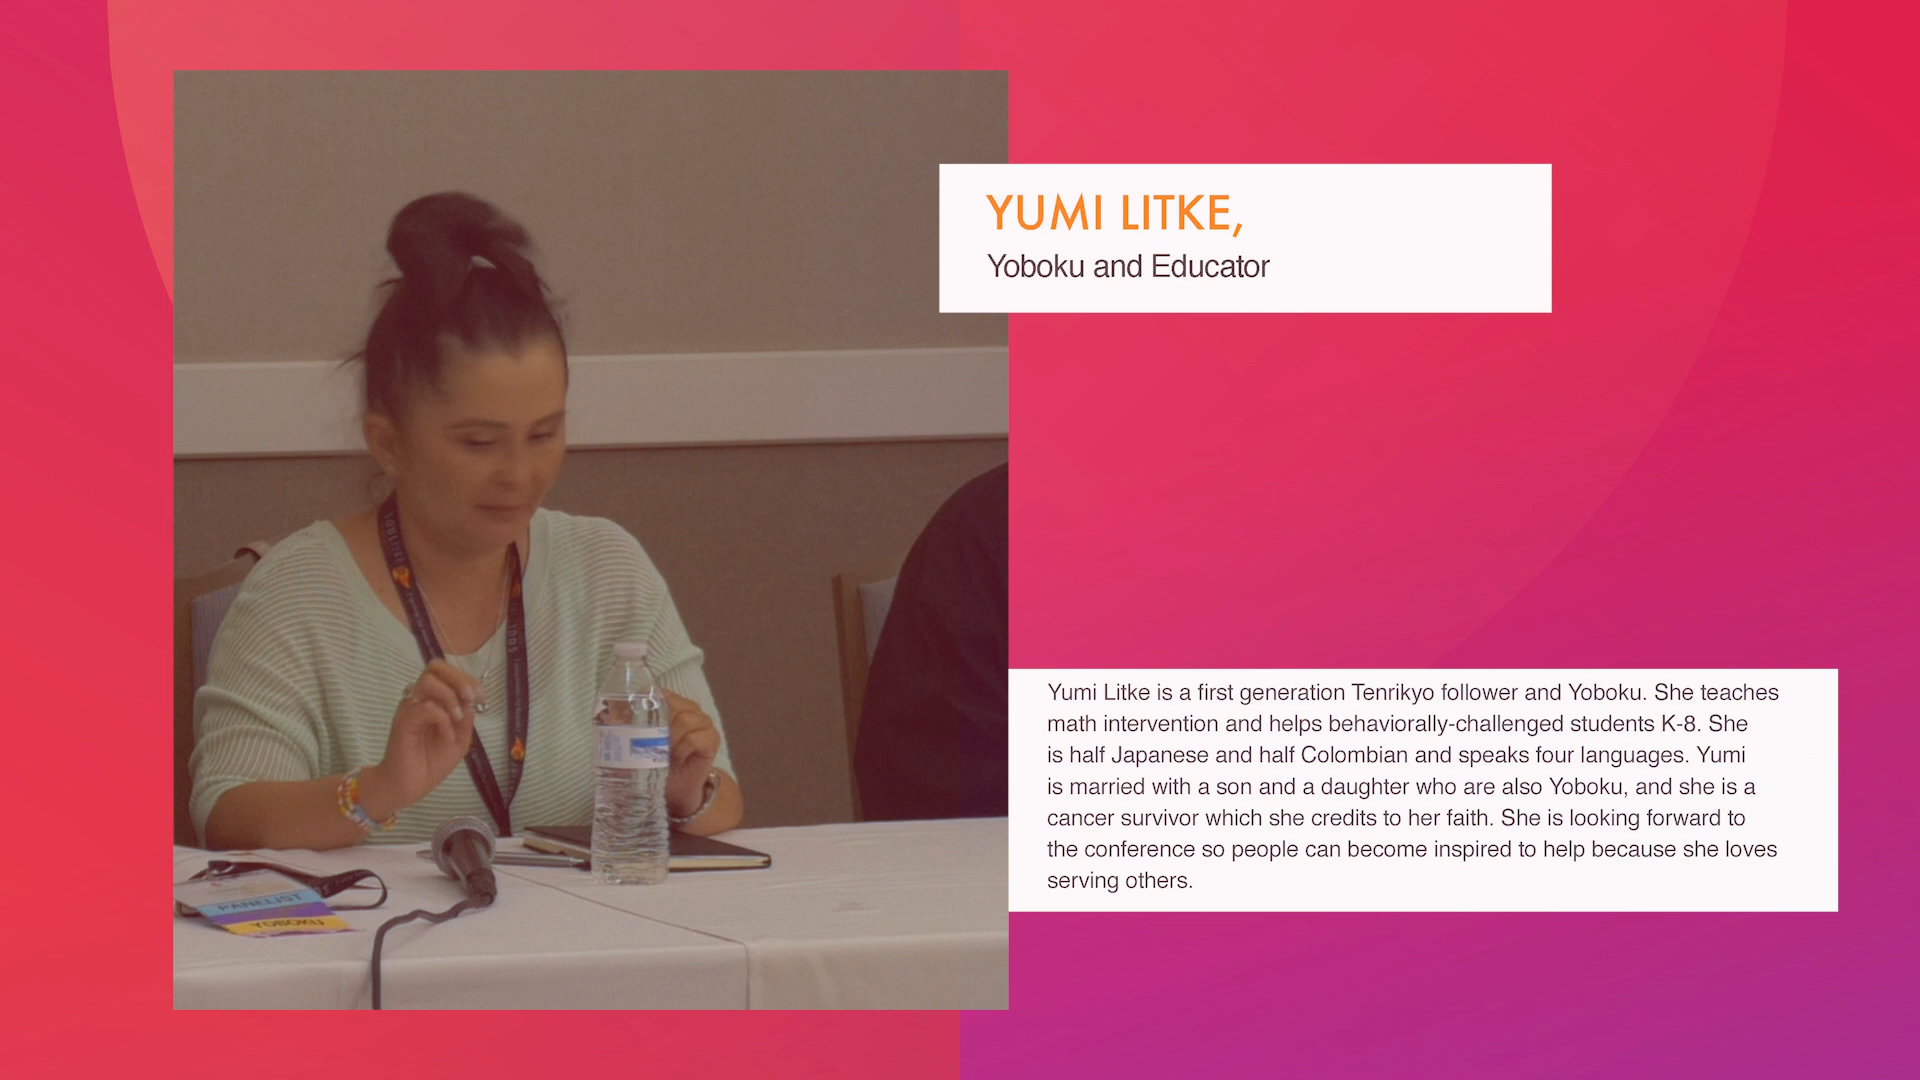 YUMI LITKE,
Yoboku and Educator
Yumi Litke is a first generation Tenrikyo follower and Yoboku. She teaches
math intervention and helps behaviorally-challenged students K-8. She
is half Japanese and half Colombian and speaks four languages. Yumi
is married with a son and a daughter who are also Yoboku, and she is a
cancer survivor which she credits to her faith. She is looking forward to
the conference so people can become inspired to help because she loves
serving others.
PANELIST
YOBOKU